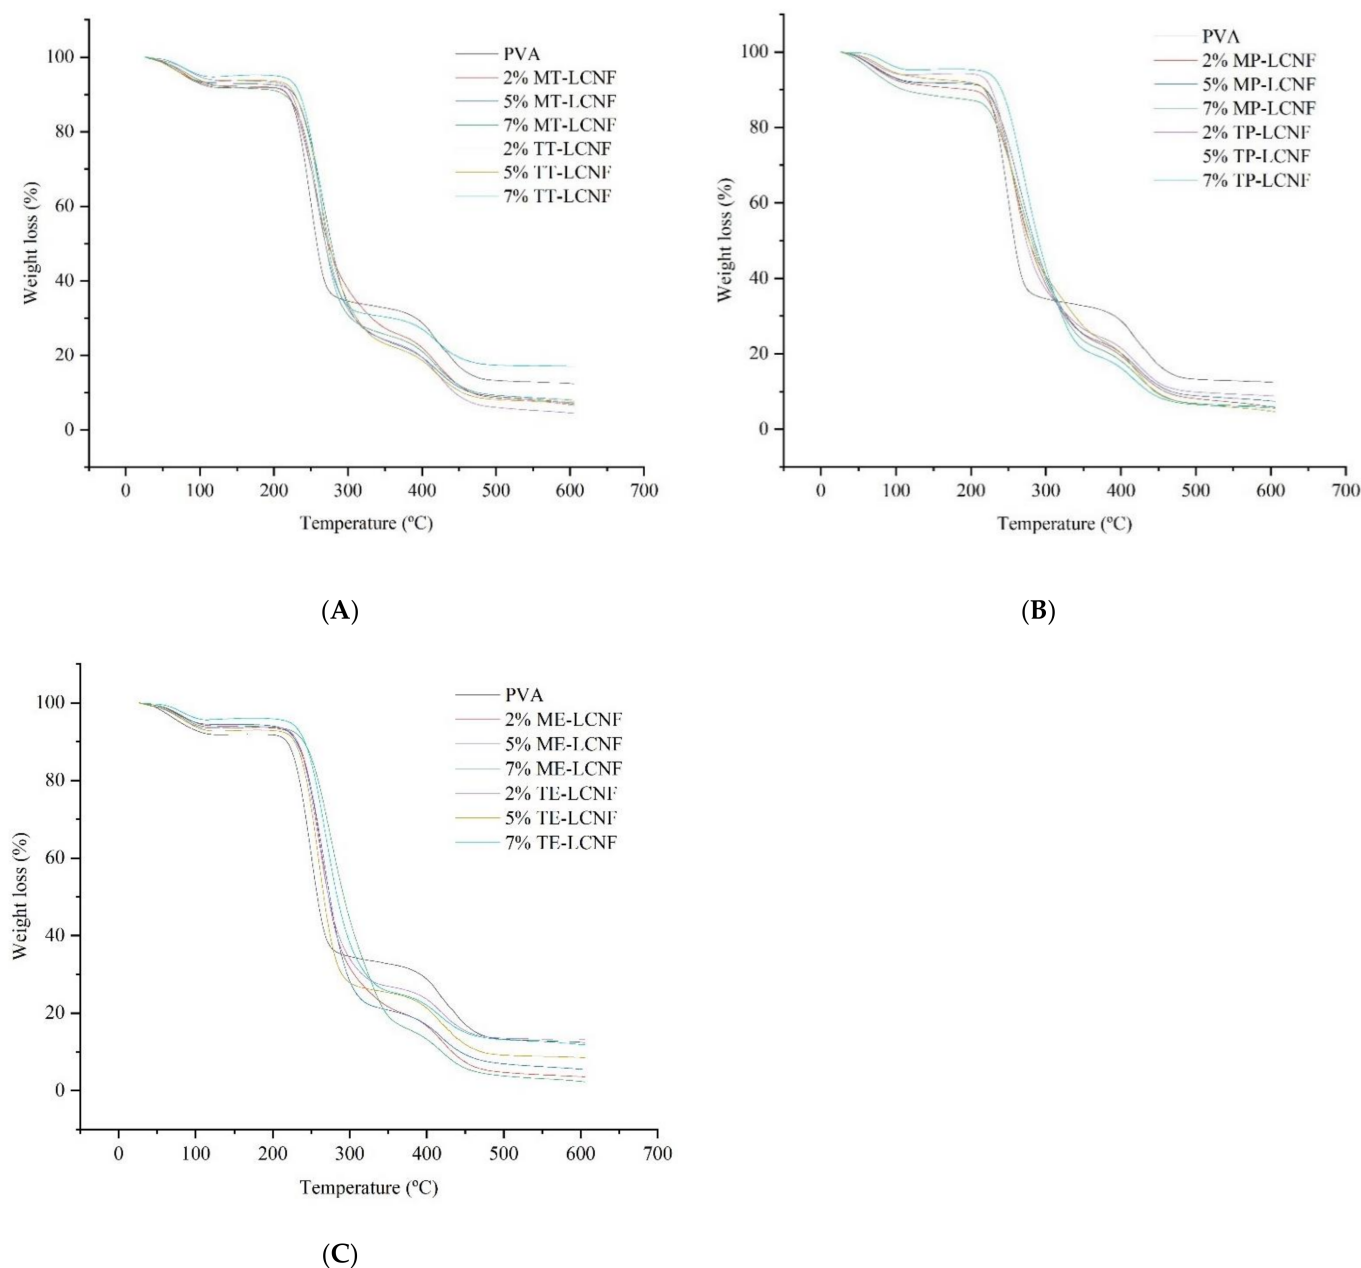 PVA
2% MT-LCNF
5% MT-LCNF
7% MT-LCNF
2% TT-LCNF
5% TT-LCNF
7% TT-LCNF
100
80
60
40
20
0
Weight loss (%)
0 100 200 300 400 500 600 700
Temperature (ºC)
(A)
PVA
2% MP-LCNF
5% MP-LCNF
7% MP-LCNF
2% TP-LCNF
5% TP-LCNF
7% TP-LCNF
100
80
60
40
20
0
Weight loss (%)
0 100 200 300 400 500 600 700
Temperature (ºC)
(B)
PVA
2% ME-LCNF
5% ME-LCNF
7% ME-LCNF
2% TE-LCNF
5% TE-LCNF
7% TE-LCNF
100
80
60
40
20
0
Weight loss (%)
0 100 200 300 400 500 600 700
Temperature (ºC)
(C)